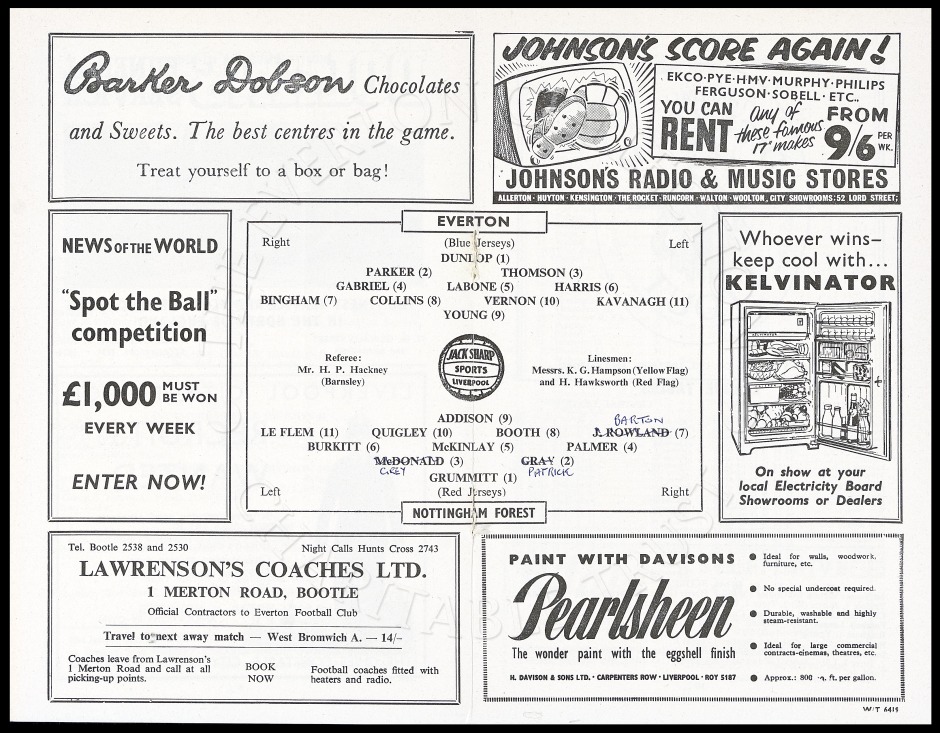 Barker Dobson Chocolates
and Sweets. The best centres in the game.
Treat yourself to a box or bag!
JOHNSON'S SCORE AGAIN!
EKCO·PYE·HMV·MURPHY·PHILIPS
FERGUSON·SOBELL·ETC.,
YOU CAN RENT any of these famous 17" makes FROM 9/6 PER WK.
JOHNSON'S RADIO & MUSIC STORES
ALLERTON·HUYTON·KENSINGTON·THE ROCKET·RUNCORN·WALTON·WOOLTON, CITY SHOWROOMS: 52 LORD STREET;
NEWS OF THE WORLD
"Spot the Ball"
competition
£1,000 MUST BE WON
EVERY WEEK
ENTER NOW!
EVERTON
Right (Blue Jerseys) Left
DUNLOP (1)
PARKER (2) THOMSON (3)
GABRIEL (4) LABONE (5) HARRIS (6)
BINGHAM (7) COLLINS (8) VERNON (10) KAVANAGH (11)
YOUNG (9)
Referee:
Mr. H. P. Hackney
(Barnsley)
JACK SHARP
SPORTS
LIVERPOOL
Linesmen:
Messrs. K. G. Hampson (Yellow Flag)
and H. Hawksworth (Red Flag)
ADDISON (9)
BARTON
LE FLEM (11) QUIGLEY (10) BOOTH (8) J. ROWLAND (7)
BURKITT (6) McKINLAY (5) PALMER (4)
McDONALD (3) GRAY (2)
GREY PATRICK
GRUMMITT (1)
Left (Red Jerseys) Right
NOTTINGHAM FOREST
Whoever wins–
keep cool with...
KELVINATOR
KELVINATOR
On show at your
local Electricity Board
Showrooms or Dealers
Tel. Bootle 2538 and 2530 Night Calls Hunts Cross 2743
LAWRENSON'S COACHES LTD.
1 MERTON ROAD, BOOTLE
Official Contractors to Everton Football Club
Travel to next away match — West Bromwich A. — 14/-
Coaches leave from Lawrenson's
1 Merton Road and call at all
picking-up points.
BOOK
NOW
Football coaches fitted with
heaters and radio.
PAINT WITH DAVISONS
Pearlsheen
The wonder paint with the eggshell finish
H. DAVISON & SONS LTD · CARPENTERS ROW · LIVERPOOL · ROY 5187
● Ideal for walls, woodwork, furniture, etc.
● No special undercoat required.
● Durable, washable and highly steam-resistant.
● Ideal for large commercial contracts-cinemas, theatres, etc.
● Approx.: 800 ft. per gallon.
W/T 6415